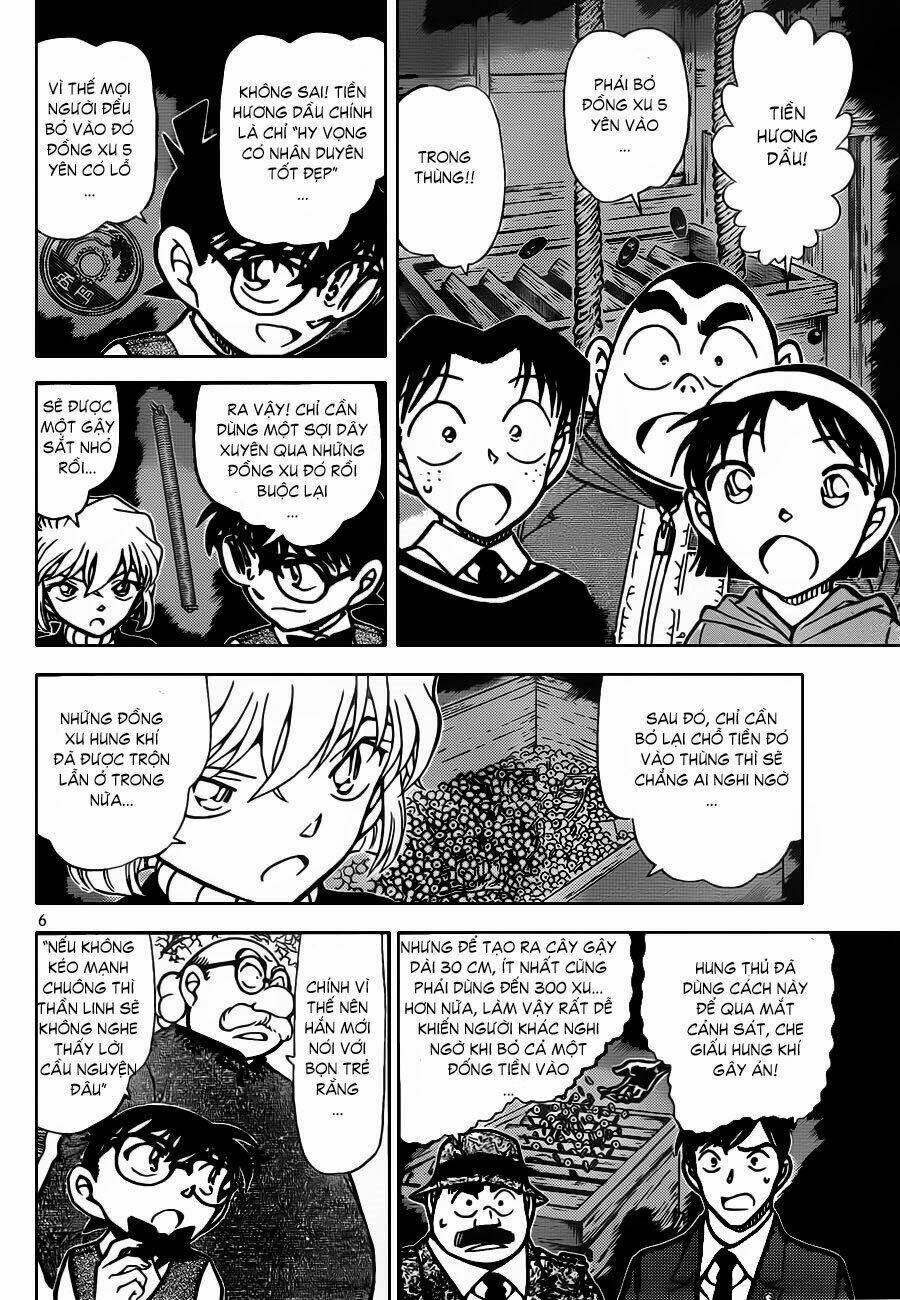 TIỀN
HƯƠNG
DẦU!
PHẢI BỎ
ĐỒNG XU 5
YÊN VÀO
...
TRONG
THÙNG!!
KHÔNG SAI! TIỀN
HƯƠNG DẦU CHÍNH
LÀ CHỈ "HY VỌNG
CÓ NHÂN DUYÊN
TỐT ĐẸP"
...
VÌ THẾ MỌI
NGƯỜI ĐỀU
BỎ VÀO ĐÓ
ĐỒNG XU 5
YÊN CÓ LỖ
...
RA VẬY! CHỈ CẦN
DÙNG MỘT SỢI DÂY
XUYÊN QUA NHỮNG
ĐỒNG XU ĐÓ RỒI
BUỘC LẠI
...
SẼ ĐƯỢC
MỘT GẬY
SẮT NHỎ
RỒI...
SAU ĐÓ, CHỈ CẦN
BỎ LẠI CHỖ TIỀN ĐÓ
VÀO THÙNG THÌ SẼ
CHẲNG AI NGHI NGỜ
...
NHỮNG ĐỒNG
XU HUNG KHÍ
ĐÃ ĐƯỢC TRỘN
LẪN Ở TRONG
NỮA...
6
HUNG THỦ ĐÃ
DÙNG CÁCH NÀY
ĐỂ QUA MẮT
CẢNH SÁT, CHE
GIẤU HUNG KHÍ
GÂY ÁN!
NHƯNG ĐỂ TẠO RA CÂY GẬY
DÀI 30 CM, ÍT NHẤT CŨNG
PHẢI DÙNG ĐẾN 300 XU...
HƠN NỮA, LÀM VẬY RẤT DỄ
KHIẾN NGƯỜI KHÁC NGHI
NGỜ KHI BỎ CẢ MỘT
ĐỐNG TIỀN VÀO
...
CHÍNH VÌ
THẾ NÊN
HẮN MỚI
NÓI VỚI
BỌN TRẺ
RẰNG
...
"NẾU KHÔNG
KÉO MẠNH
CHUÔNG THÌ
THẦN LINH SẼ
KHÔNG NGHE
THẤY LỜI
CẦU NGUYỆN
ĐÂU"